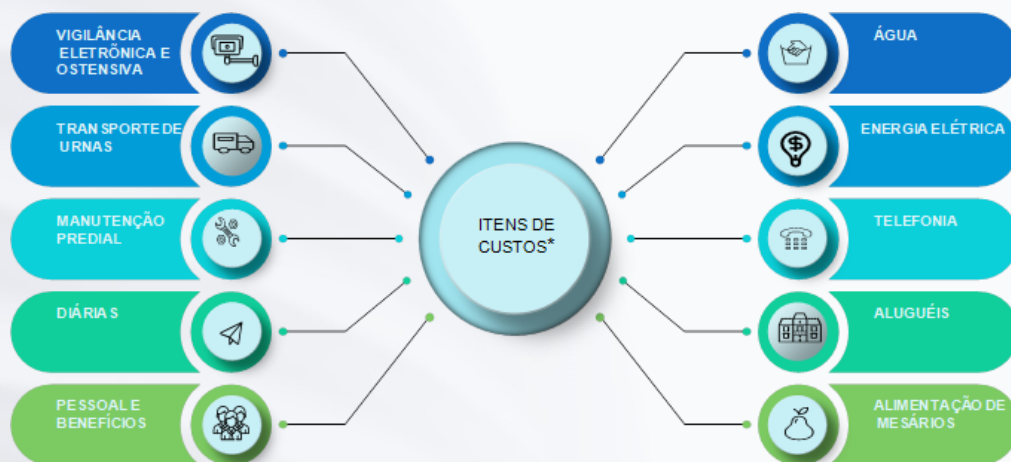 VIGILÂNCIA
ELETRÕNICA E
OSTENSIVA
TRANSPORTE DE
URNAS
MANUTENÇÃO
PREDIAL
DIÁRIAS
PESSOAL E
BENEFÍCIOS
ITENS DE
CUSTOS*
ÁGUA
ENERGIA ELÉTRICA
TELEFONIA
ALUGUÉIS
ALIMENTAÇÃO DE
MESÁRIOS